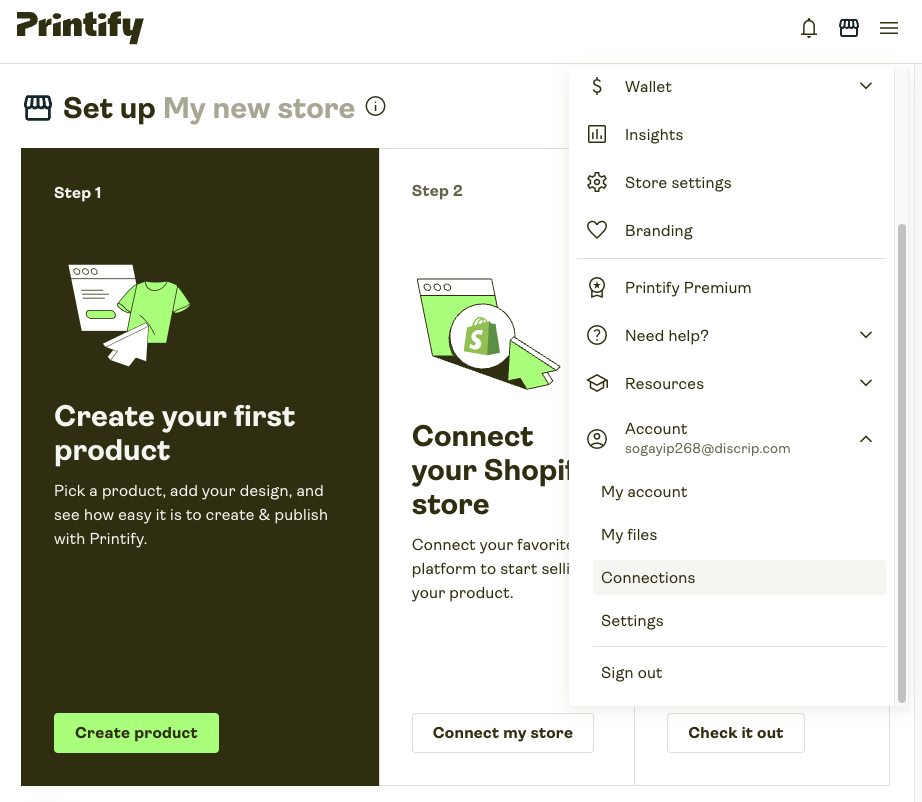 Printify
Set up My new store
Step 1
Create your first
product
Pick a product, add your design, and
see how easy it is to create & publish
with Printify.
Create product
Step 2
Connect
your Shopif
store
Connect your favorite
platform to start selli
your product.
Connect my store
Check it out
Wallet
Insights
Store settings
Branding
Printify Premium
Need help?
Resources
Account
sogayip268@discrip.com
My account
My files
Connections
Settings
Sign out